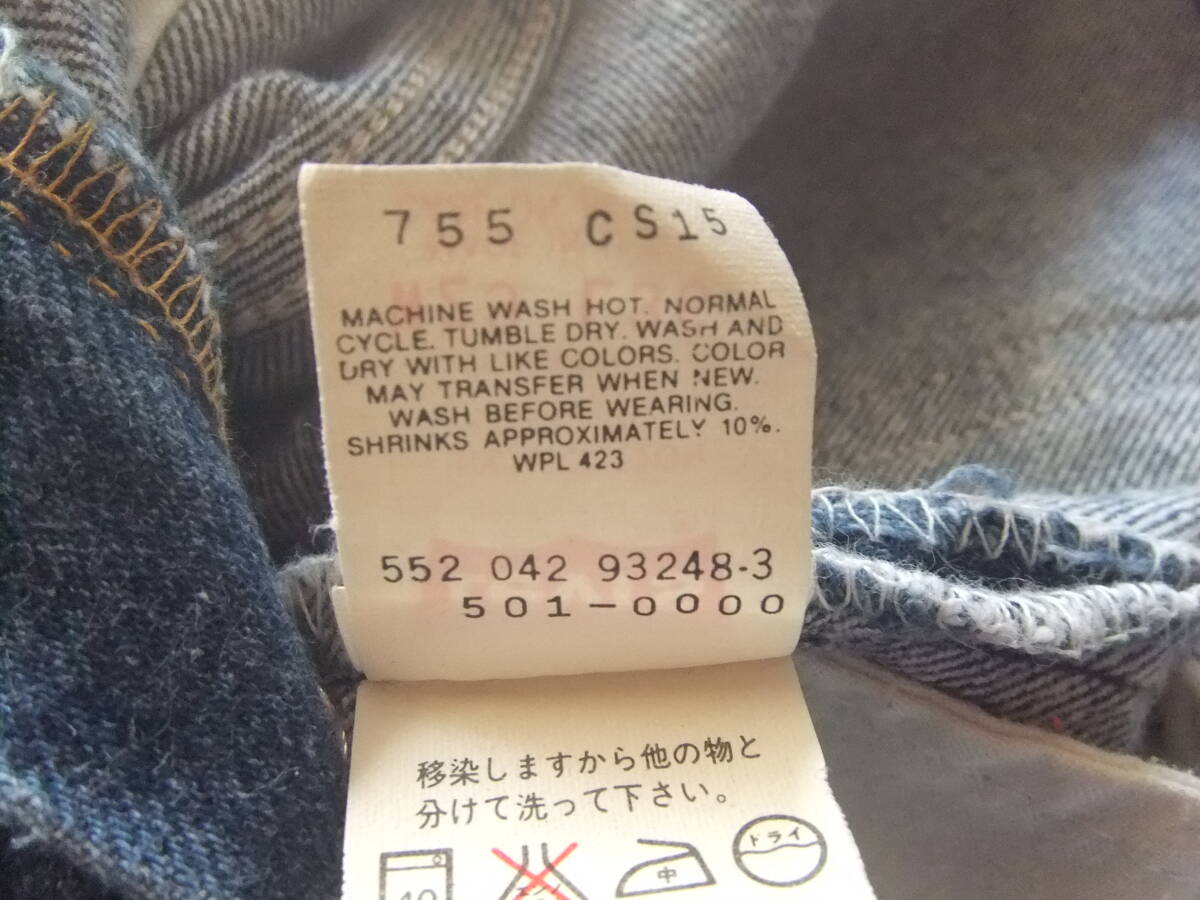 755 CS15
MACHINE WASH HOT. NORMAL
CYCLE. TUMBLE DRY. WASH AND
DRY WITH LIKE COLORS. COLOR
MAY TRANSFER WHEN NEW.
WASH BEFORE WEARING.
SHRINKS APPROXIMATELY 10%.
WPL 423
552 042 93248-3
501-0000
移染しますから他の物と
分けて洗って下さい。
40
中
ドライ